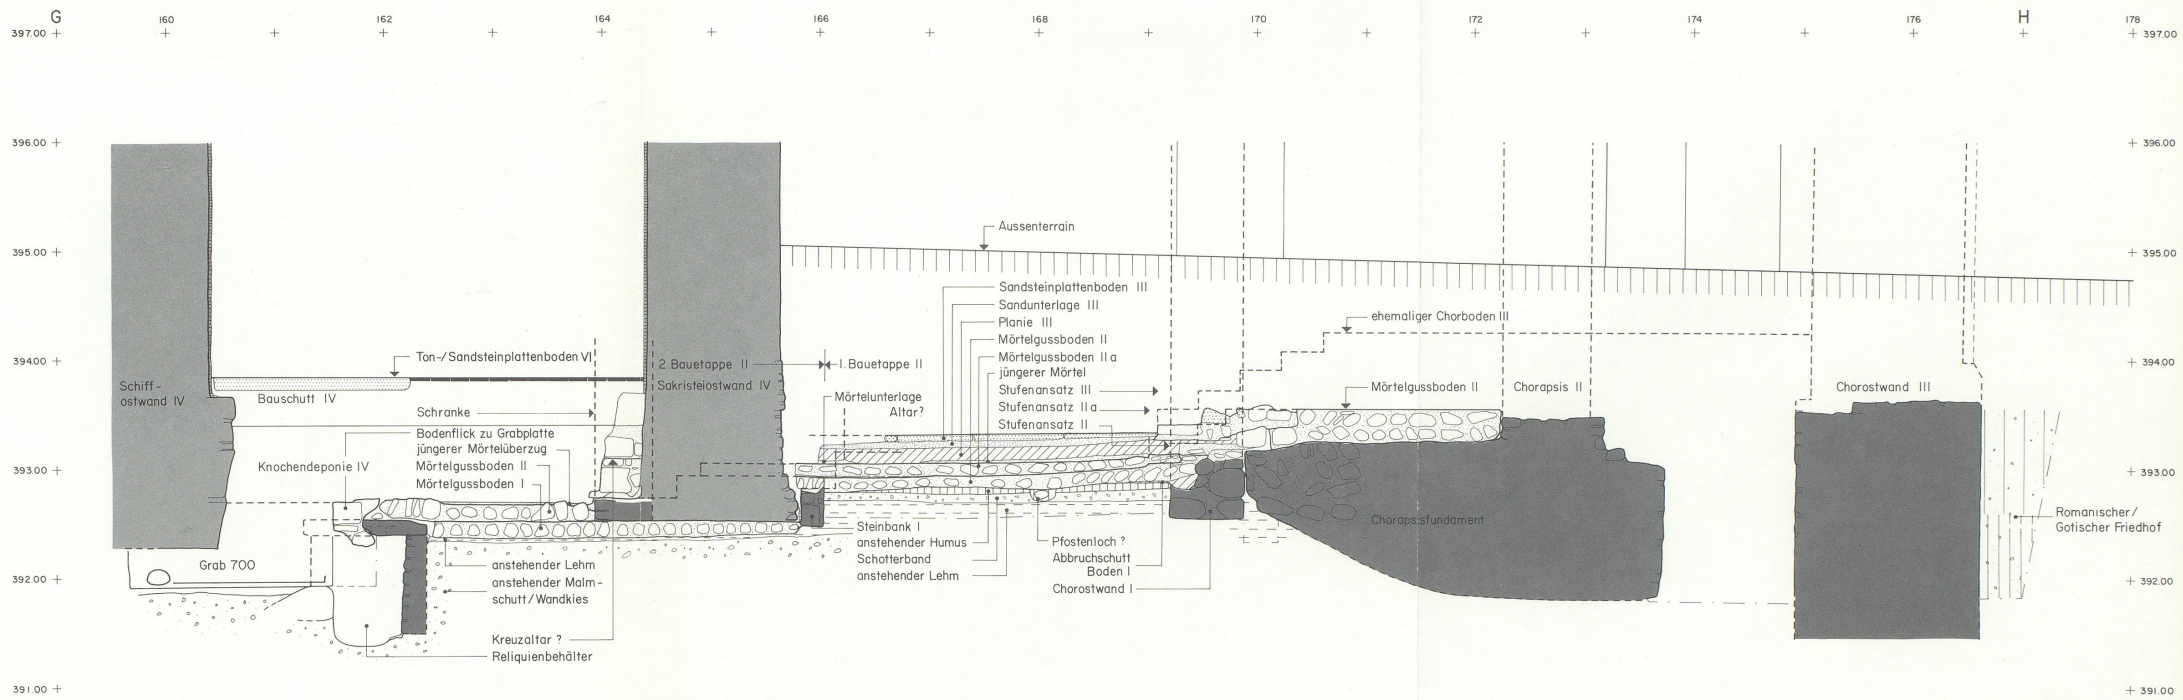 G 160 162 164 166 168 170 172 174 176 H 178
397.00 397.00
396.00 396.00
395.00 395.00
394.00 394.00
393.00 393.00
392.00 392.00
391.00 391.00
Aussenterrain
Sandsteinplattenboden III
Sandunterlage III
Planie III
Mörtelgussboden II
Mörtelgussboden II a
jüngerer Mörtel
Stufenansatz III
Stufenansatz II a
Stufenansatz II
ehemaliger Chorboden III
Mörtelgussboden II
Chorapsis II
Chorostwand III
Ton-/Sandsteinplattenboden VI
2. Bauetappe II
1. Bauetappe II
Sakristeiostwand IV
Schiff-
ostwand IV
Bauschutt IV
Mörtelunterlage
Altar?
Schranke
Bodenflick zu Grabplatte
jüngerer Mörtelüberzug
Mörtelgussboden II
Mörtelgussboden I
Knochendeponie IV
Chorapsisfundament
Romanischer/
Gotischer Friedhof
Steinbank I
anstehender Humus
Schotterband
anstehender Lehm
Pfostenloch ?
Abbruchschutt
Boden I
Chorostwand I
Grab 700
anstehender Lehm
anstehender Malm-
schutt/Wandkies
Kreuzaltar ?
Reliquienbehälter